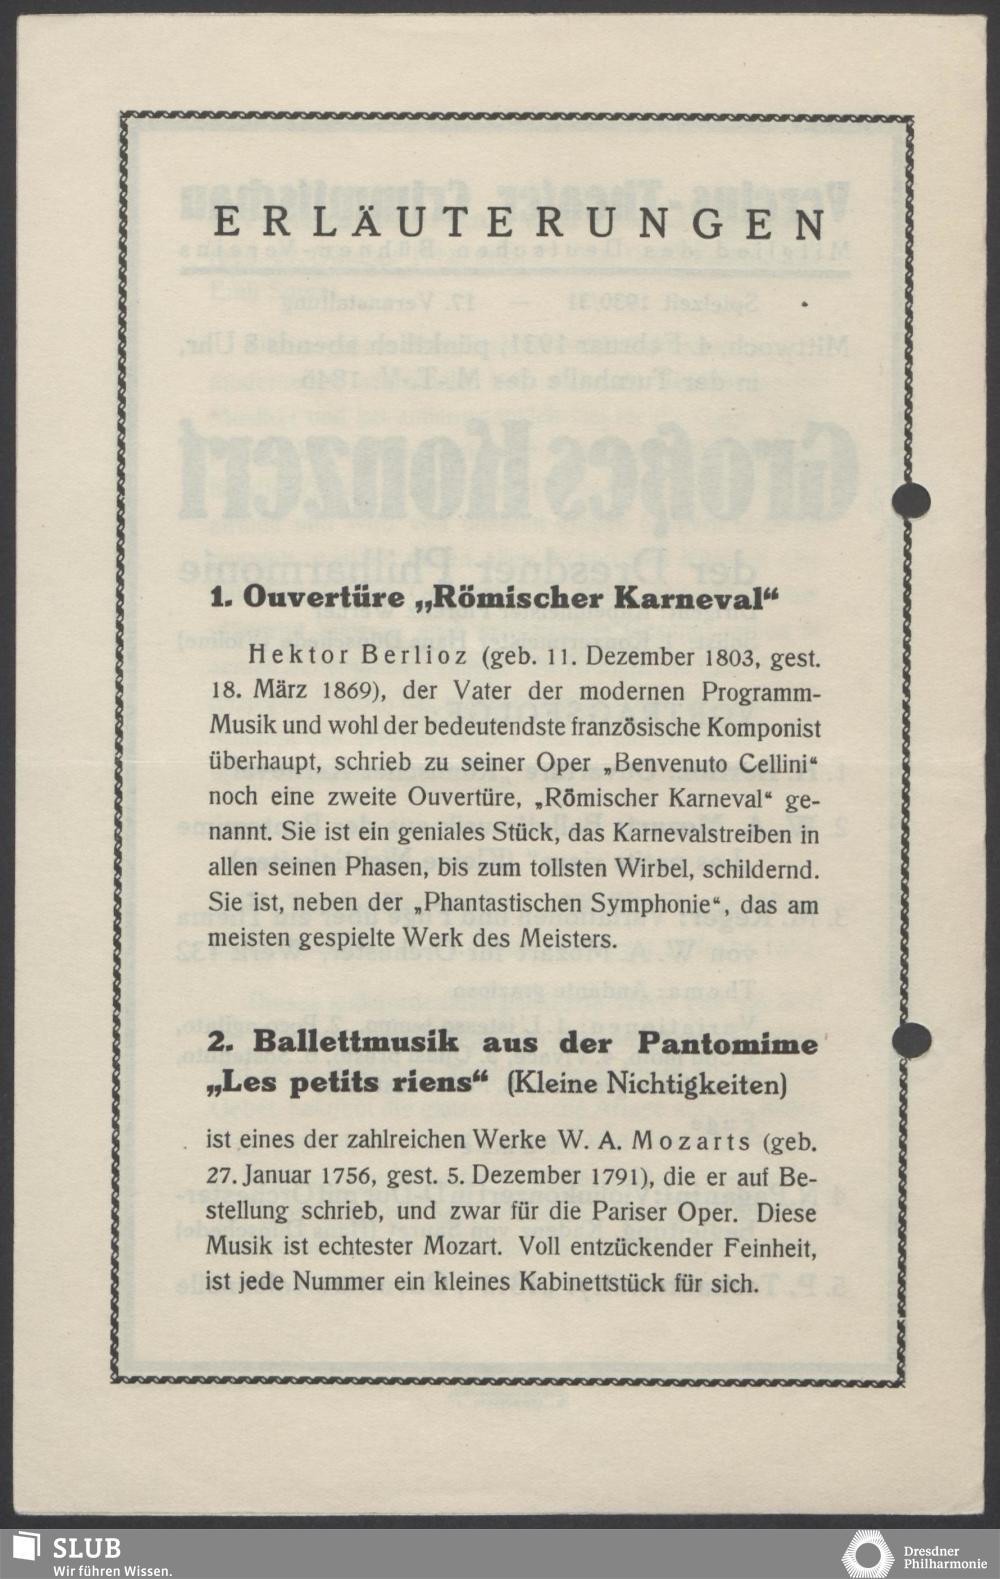 ERLÄUTERUNGEN
1. Ouvertüre „Römischer Karneval“
Hektor Berlioz (geb. 11. Dezember 1803, gest.
18. März 1869), der Vater der modernen Programm-
Musik und wohl der bedeutendste französische Komponist
überhaupt, schrieb zu seiner Oper „Benvenuto Cellini“
noch eine zweite Ouvertüre, „Römischer Karneval“ ge-
nannt. Sie ist ein geniales Stück, das Karnevalstreiben in
allen seinen Phasen, bis zum tollsten Wirbel, schildernd.
Sie ist, neben der „Phantastischen Symphonie“, das am
meisten gespielte Werk des Meisters.
2. Ballettmusik aus der Pantomime
„Les petits riens“ (Kleine Nichtigkeiten)
ist eines der zahlreichen Werke W. A. Mozarts (geb.
27. Januar 1756, gest. 5. Dezember 1791), die er auf Be-
stellung schrieb, und zwar für die Pariser Oper. Diese
Musik ist echtester Mozart. Voll entzückender Feinheit,
ist jede Nummer ein kleines Kabinettstück für sich.
SLUB
Wir führen Wissen.
Dresdner
Philharmonie